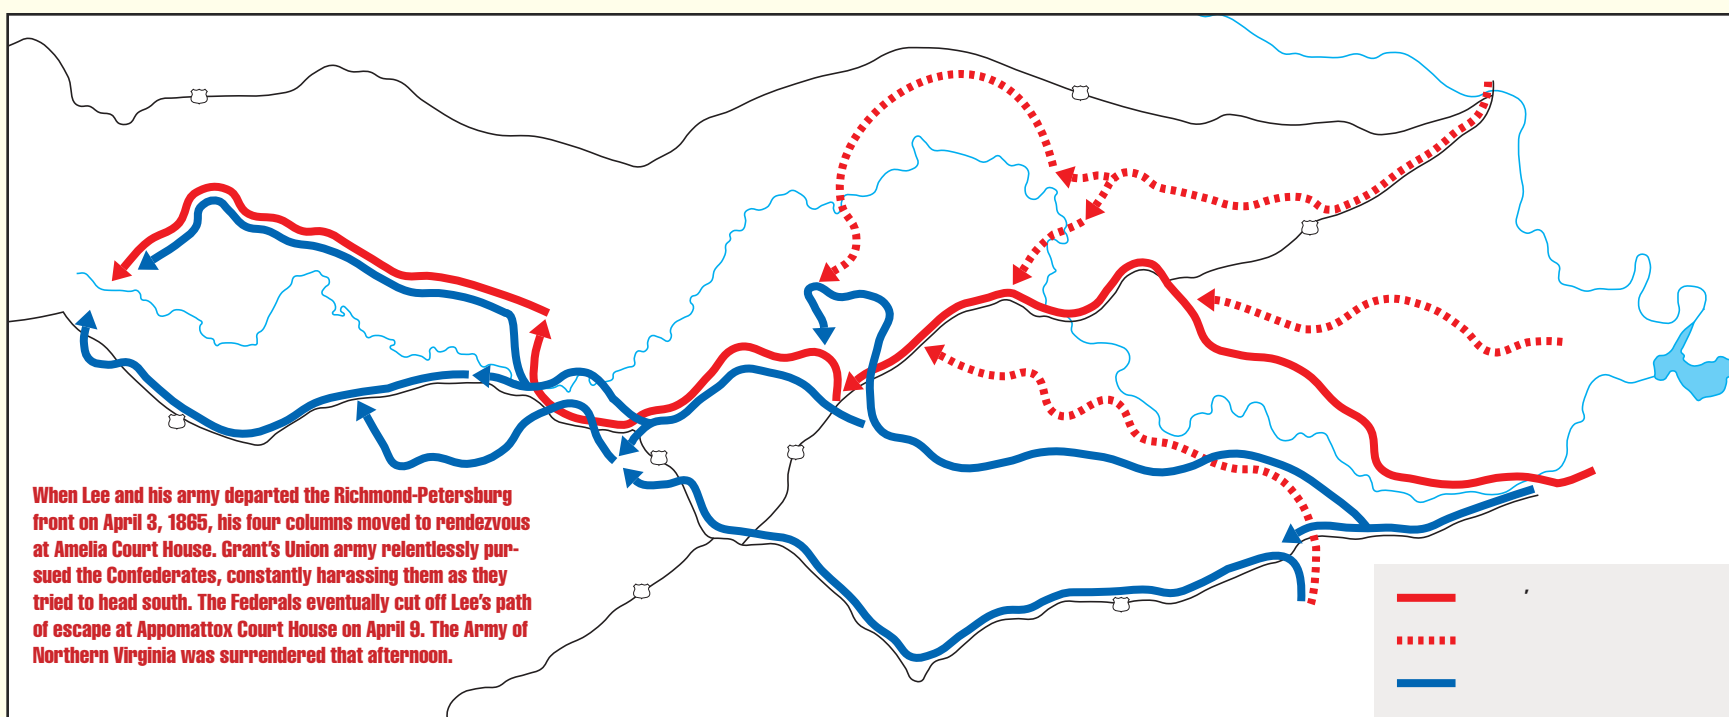 When Lee and his army departed the Richmond-Petersburg
front on April 3, 1865, his four columns moved to rendezvous
at Amelia Court House. Grant’s Union army relentlessly pur-
sued the Confederates, constantly harassing them as they
tried to head south. The Federals eventually cut off Lee’s path
of escape at Appomattox Court House on April 9. The Army of
Northern Virginia was surrendered that afternoon.
’